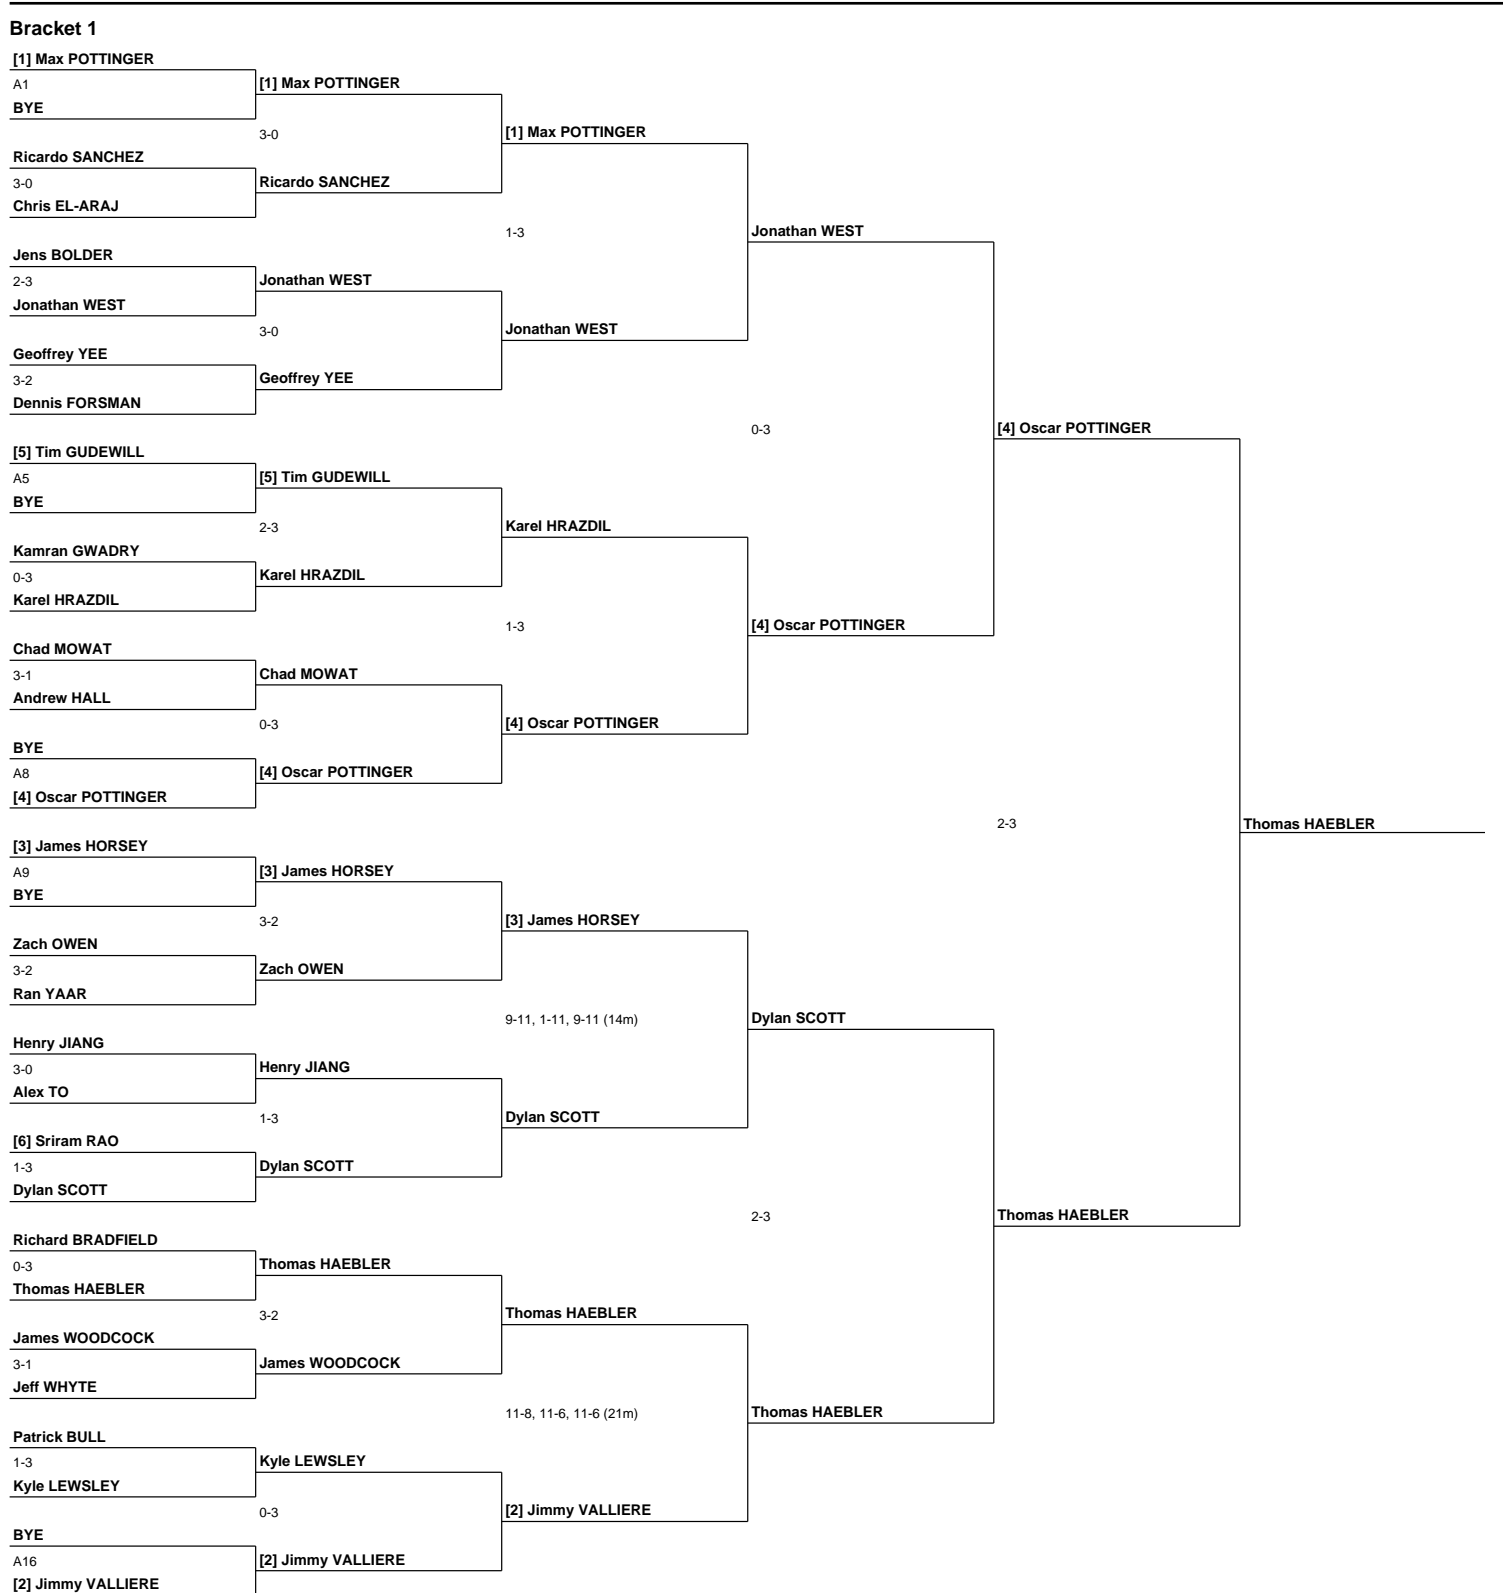 Bracket 1
[1] Max POTTINGER
A1
BYE
Ricardo SANCHEZ
3-0
Chris EL-ARAJ
Jens BOLDER
2-3
Jonathan WEST
Geoffrey YEE
3-2
Dennis FORSMAN
[5] Tim GUDEWILL
A5
BYE
Kamran GWADRY
0-3
Karel HRAZDIL
Chad MOWAT
3-1
Andrew HALL
BYE
A8
[4] Oscar POTTINGER
[3] James HORSEY
A9
BYE
Zach OWEN
3-2
Ran YAAR
Henry JIANG
3-0
Alex TO
[6] Sriram RAO
1-3
Dylan SCOTT
Richard BRADFIELD
0-3
Thomas HAEBLER
James WOODCOCK
3-1
Jeff WHYTE
Patrick BULL
1-3
Kyle LEWSLEY
BYE
A16
[2] Jimmy VALLIERE
[1] Max POTTINGER
3-0
Ricardo SANCHEZ
Jonathan WEST
3-0
Geoffrey YEE
[5] Tim GUDEWILL
2-3
Karel HRAZDIL
Chad MOWAT
0-3
[4] Oscar POTTINGER
[3] James HORSEY
3-2
Zach OWEN
Henry JIANG
1-3
Dylan SCOTT
Thomas HAEBLER
3-2
James WOODCOCK
Kyle LEWSLEY
0-3
[2] Jimmy VALLIERE
[1] Max POTTINGER
1-3
Jonathan WEST
Karel HRAZDIL
1-3
[4] Oscar POTTINGER
[3] James HORSEY
9-11, 1-11, 9-11 (14m)
Dylan SCOTT
Thomas HAEBLER
11-8, 11-6, 11-6 (21m)
[2] Jimmy VALLIERE
Jonathan WEST
0-3
[4] Oscar POTTINGER
Dylan SCOTT
2-3
Thomas HAEBLER
[4] Oscar POTTINGER
2-3
Thomas HAEBLER
Thomas HAEBLER